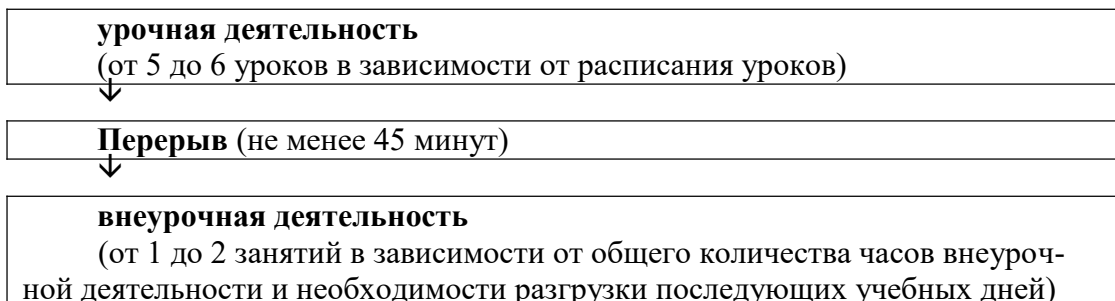 урочная деятельность
(от 5 до 6 уроков в зависимости от расписания уроков)
Перерыв (не менее 45 минут)
внеурочная деятельность
(от 1 до 2 занятий в зависимости от общего количества часов внеуроч-
ной деятельности и необходимости разгрузки последующих учебных дней)